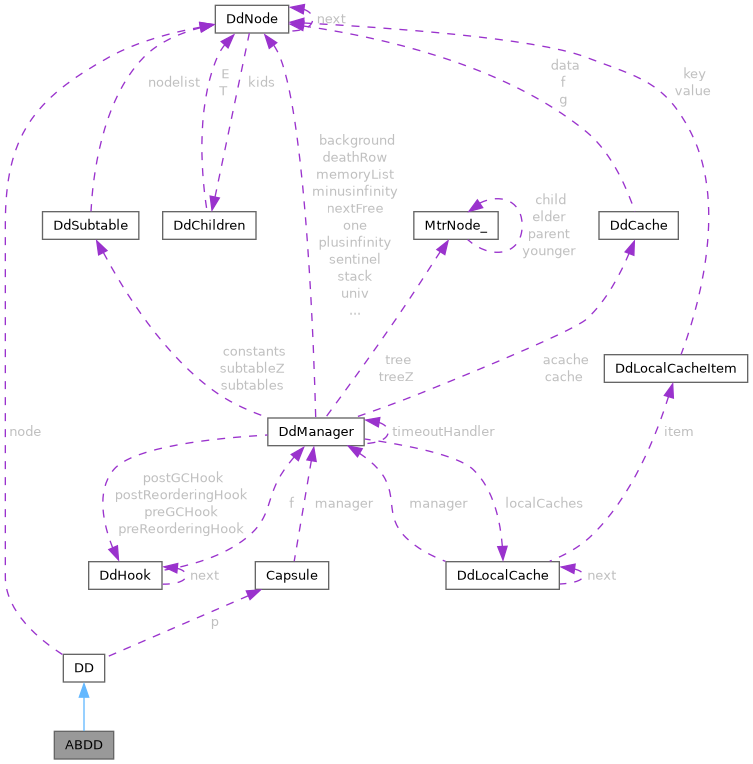 DdNode
next
data
f
g
key
value
nodelist
E
T
kids
background
deathRow
memoryList
minusinfinity
nextFree
one
plusinfinity
sentinel
stack
univ
...
child
elder
parent
younger
DdSubtable
DdChildren
MtrNode_
DdCache
constants
subtableZ
subtables
tree
treeZ
acache
cache
DdLocalCacheItem
node
DdManager
timeoutHandler
item
postGCHook
postReorderingHook
preGCHook
preReorderingHook
f
manager
manager
localCaches
DdHook
next
Capsule
DdLocalCache
next
p
DD
ABDD